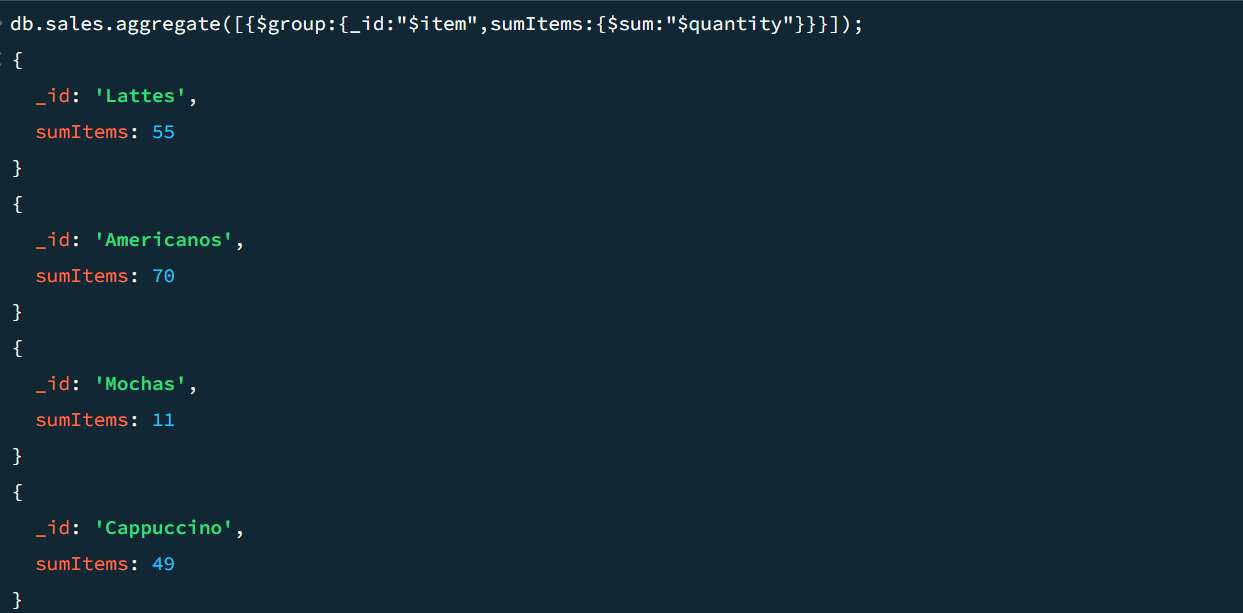 db.sales.aggregate([{$group:{_id:"$item",sumItems:{$sum:"$quantity"}}}]);
{
_id: 'Lattes',
sumItems: 55
}
{
_id: 'Americanos',
sumItems: 70
}
{
_id: 'Mochas',
sumItems: 11
}
{
_id: 'Cappuccino',
sumItems: 49
}